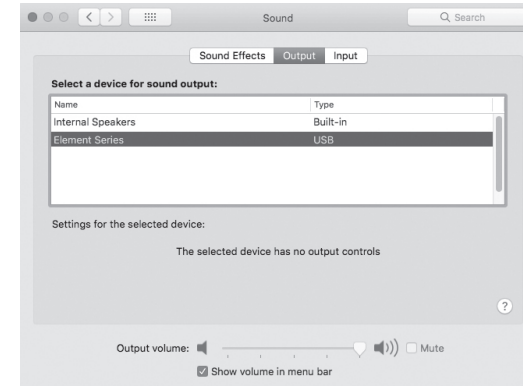 Sound
Search
Sound Effects Output Input
Select a device for sound output:
Name Type
Internal Speakers Built-in
Element Series USB
Settings for the selected device:
The selected device has no output controls
?
Output volume: Mute
Show volume in menu bar